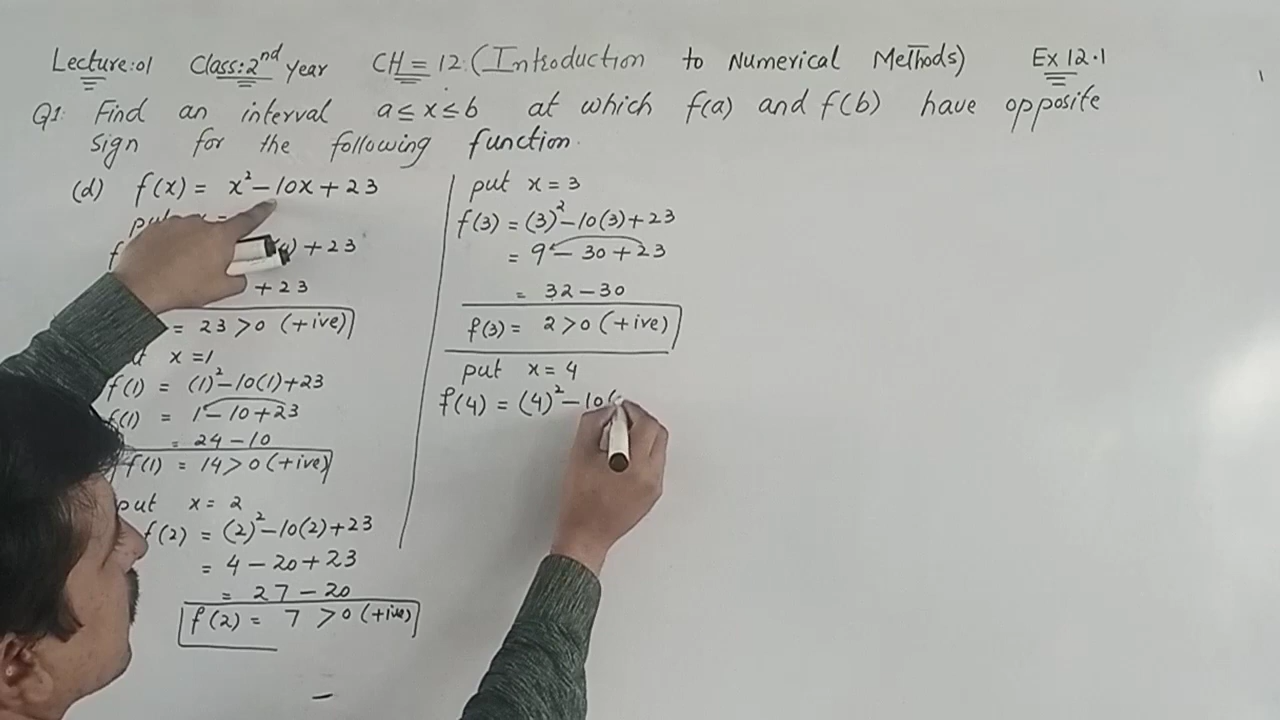 Lecture:01 Class:2nd year CH = 12 (Introduction to Numerical Methods) Ex 12.1
Q1. Find an interval a ≤ x ≤ b at which f(a) and f(b) have opposite
sign for the following function.
(d) f(x) = x² − 10x + 23
+ 23
+ 23
= 23 > 0 (+ive)
x = 1
f(1) = (1)² − 10(1) + 23
f(1) = 1 − 10 + 23
= 24 − 10
f(1) = 14 > 0 (+ive)
put x = 2
f(2) = (2)² − 10(2) + 23
= 4 − 20 + 23
= 27 − 20
f(2) = 7 > 0 (+ive)
put x = 3
f(3) = (3)² − 10(3) + 23
= 9 − 30 + 23
= 32 − 30
f(3) = 2 > 0 (+ive)
put x = 4
f(4) = (4)² − 10(